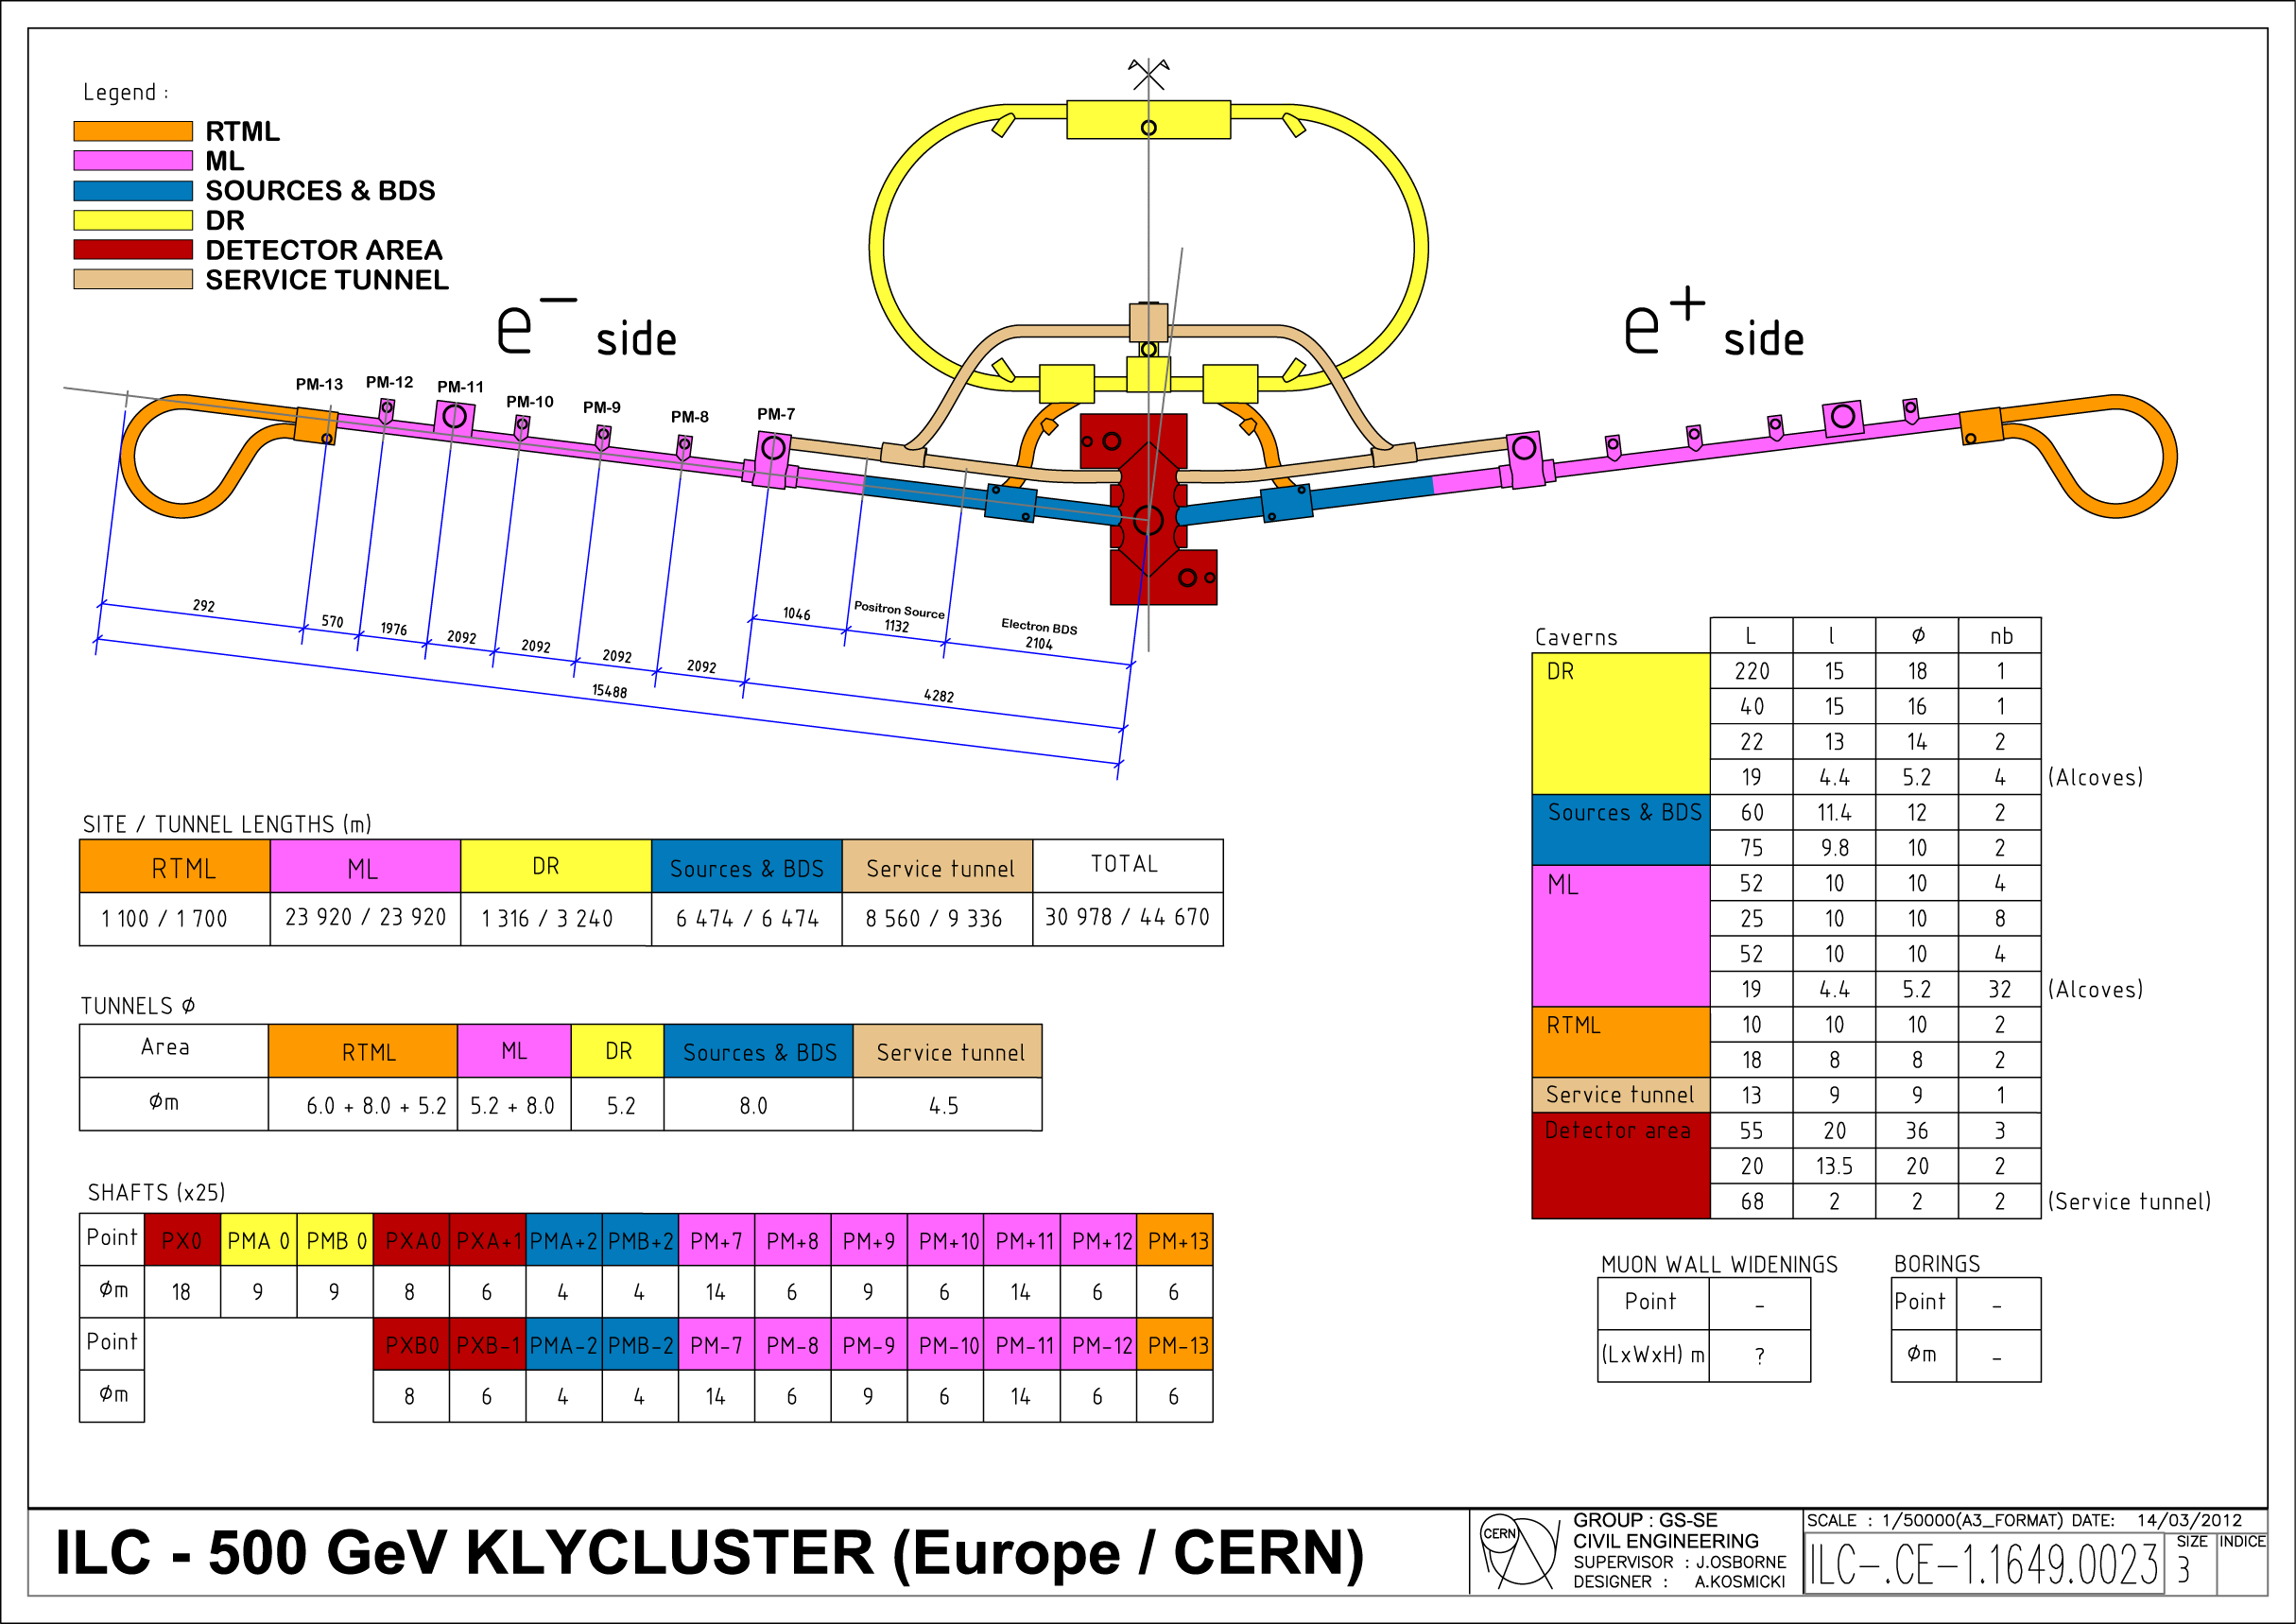 Legend :
RTML
ML
SOURCES & BDS
DR
DETECTOR AREA
SERVICE TUNNEL
e− side
e+ side
PM-13 PM-12 PM-11 PM-10 PM-9 PM-8 PM-7
292 570 1976 2092 2092 2092 2092
1046 Positron Source 1132 Electron BDS 2104
15488 4282
SITE / TUNNEL LENGTHS (m)
RTML ML DR Sources & BDS Service tunnel TOTAL
1 100 / 1 700 23 920 / 23 920 1 316 / 3 240 6 474 / 6 474 8 560 / 9 336 30 978 / 44 670
TUNNELS Ø
Area RTML ML DR Sources & BDS Service tunnel
Øm 6.0 + 8.0 + 5.2 5.2 + 8.0 5.2 8.0 4.5
SHAFTS (x25)
Point PX0 PMA 0 PMB 0 PXA0 PXA+1 PMA+2 PMB+2 PM+7 PM+8 PM+9 PM+10 PM+11 PM+12 PM+13
Øm 18 9 9 8 6 4 4 14 6 9 6 14 6 6
Point PXB0 PXB-1 PMA-2 PMB-2 PM-7 PM-8 PM-9 PM-10 PM-11 PM-12 PM-13
Øm 8 6 4 4 14 6 9 6 14 6 6
Caverns L l Ø nb
DR 220 15 18 1
40 15 16 1
22 13 14 2
19 4.4 5.2 4 (Alcoves)
Sources & BDS 60 11.4 12 2
75 9.8 10 2
ML 52 10 10 4
25 10 10 8
52 10 10 4
19 4.4 5.2 32 (Alcoves)
RTML 10 10 10 2
18 8 8 2
Service tunnel 13 9 9 1
Detector area 55 20 36 3
20 13.5 20 2
68 2 2 2 (Service tunnel)
MUON WALL WIDENINGS
Point -
(LxWxH) m ?
BORINGS
Point -
Øm -
ILC - 500 GeV KLYCLUSTER (Europe / CERN)
CERN
GROUP : GS-SE
CIVIL ENGINEERING
SUPERVISOR : J.OSBORNE
DESIGNER : A.KOSMICKI
SCALE : 1/50000(A3_FORMAT) DATE: 14/03/2012
ILC-.CE-1.1649.0023
SIZE
3
INDICE